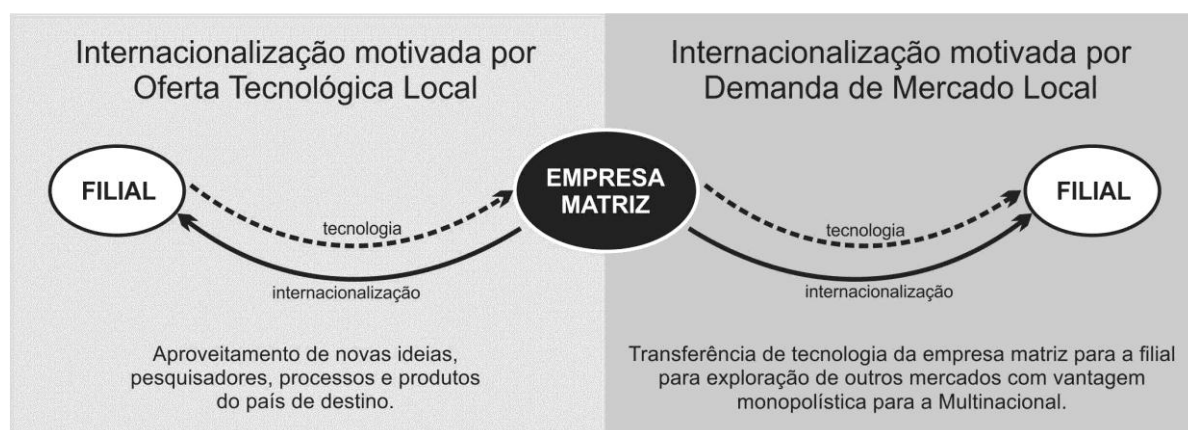 Internacionalização motivada por
Oferta Tecnológica Local
FILIAL
tecnologia
internacionalização
Aproveitamento de novas ideias,
pesquisadores, processos e produtos
do país de destino.
EMPRESA
MATRIZ
Internacionalização motivada por
Demanda de Mercado Local
tecnologia
internacionalização
FILIAL
Transferência de tecnologia da empresa matriz para a filial
para exploração de outros mercados com vantagem
monopolística para a Multinacional.